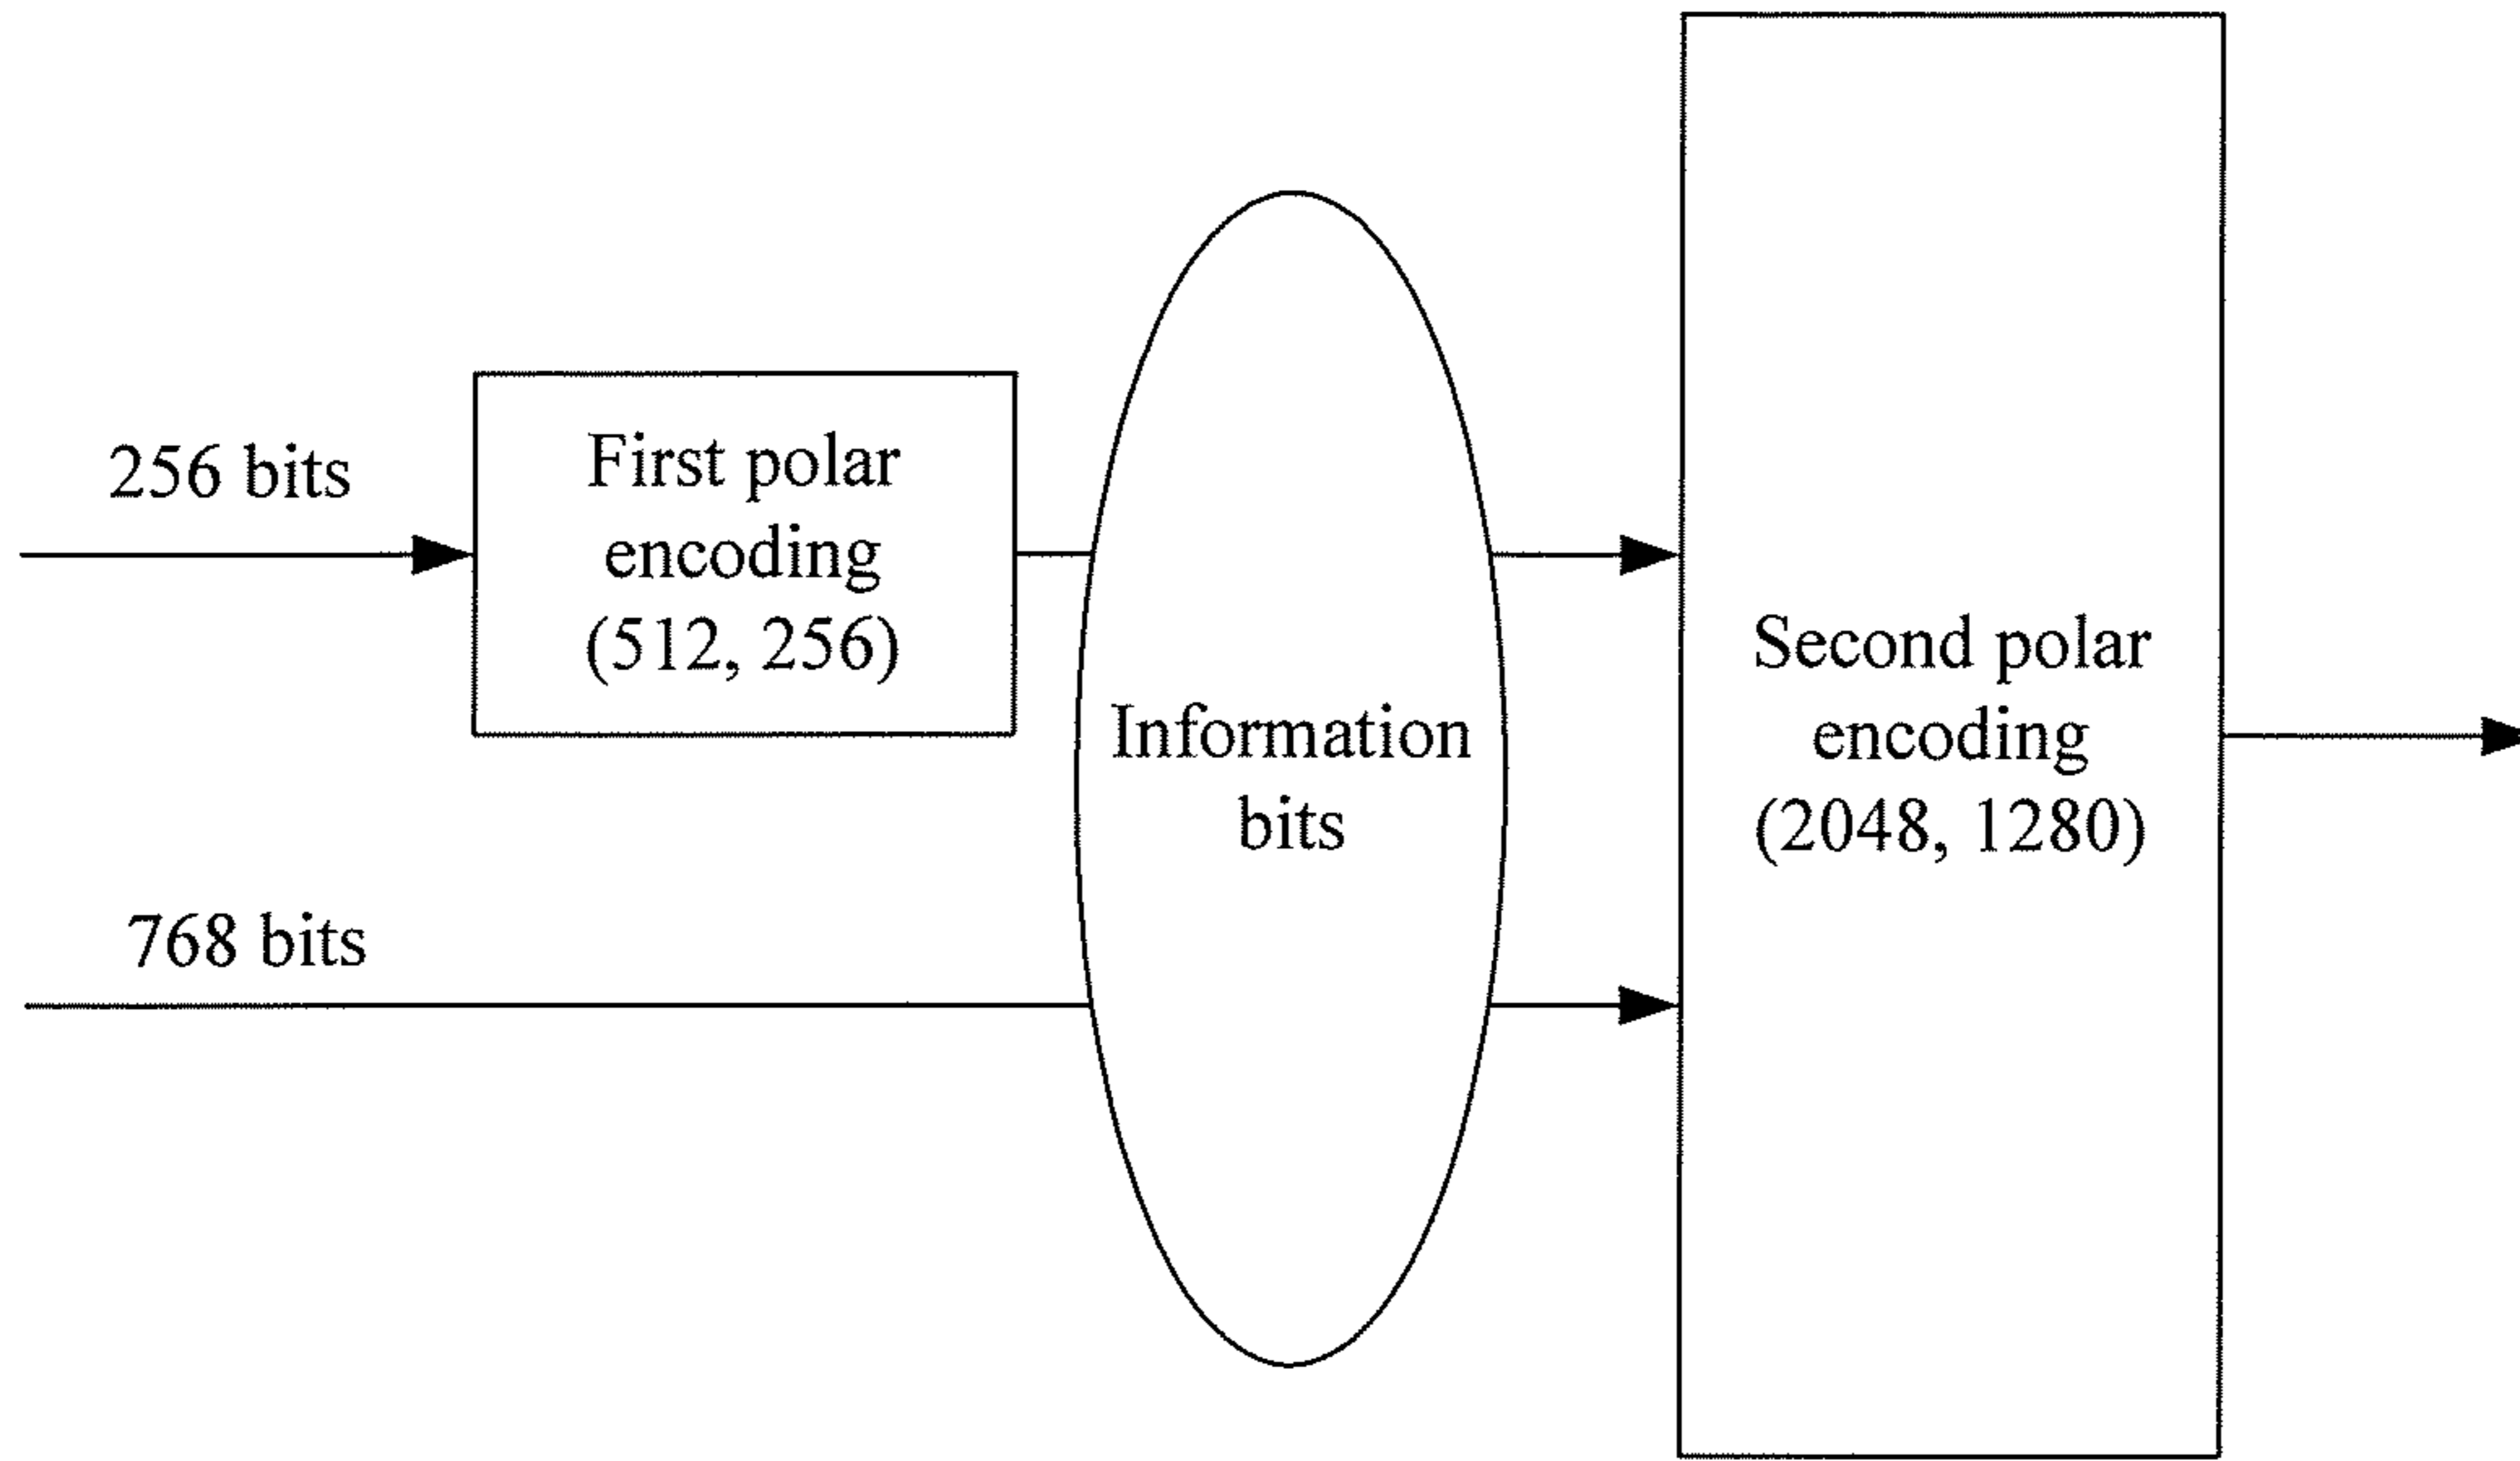 256 bits
First polar
encoding
(512, 256)
768 bits
Information
bits
Second polar
encoding
(2048, 1280)